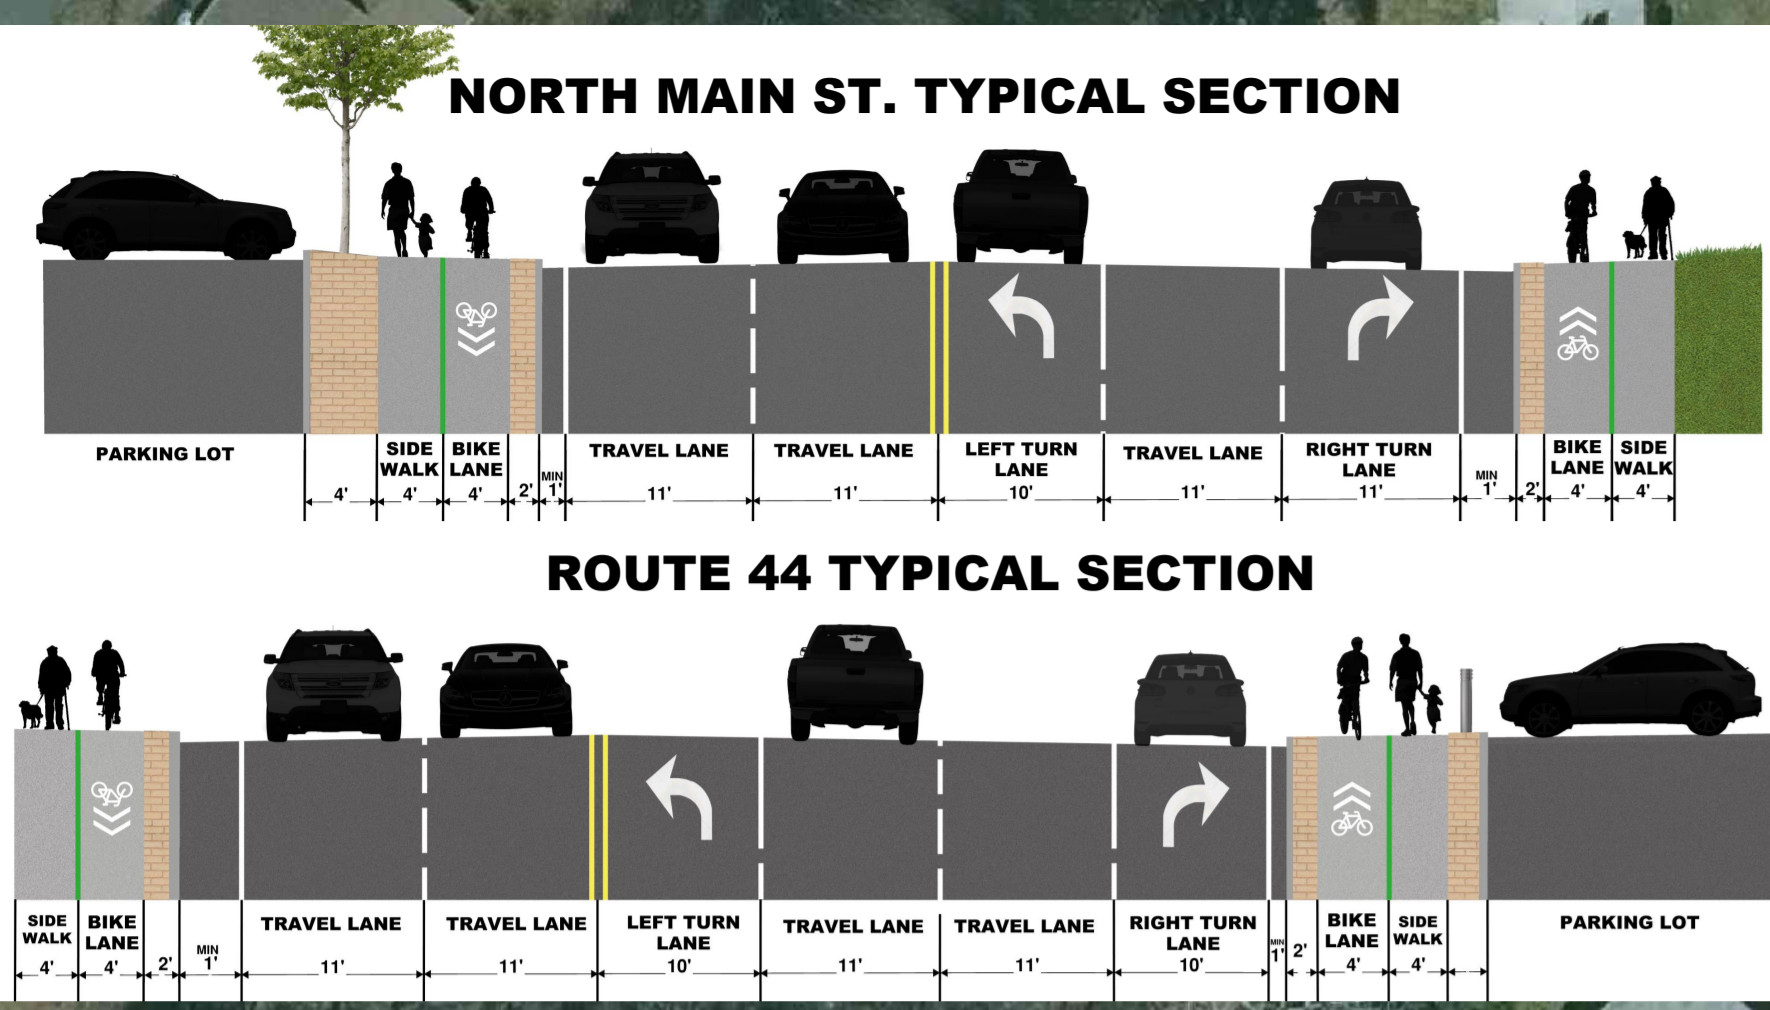 NORTH MAIN ST. TYPICAL SECTION
PARKING LOT
4'
SIDE
WALK
4'
BIKE
LANE
4'
2'
MIN
1'
TRAVEL LANE
11'
TRAVEL LANE
11'
LEFT TURN
LANE
10'
TRAVEL LANE
11'
RIGHT TURN
LANE
11'
MIN
1'
2'
BIKE
LANE
4'
SIDE
WALK
4'
ROUTE 44 TYPICAL SECTION
SIDE
WALK
4'
BIKE
LANE
4'
2'
MIN
1'
TRAVEL LANE
11'
TRAVEL LANE
11'
LEFT TURN
LANE
10'
TRAVEL LANE
11'
TRAVEL LANE
11'
RIGHT TURN
LANE
10'
MIN
1'
2'
BIKE
LANE
4'
SIDE
WALK
4'
PARKING LOT